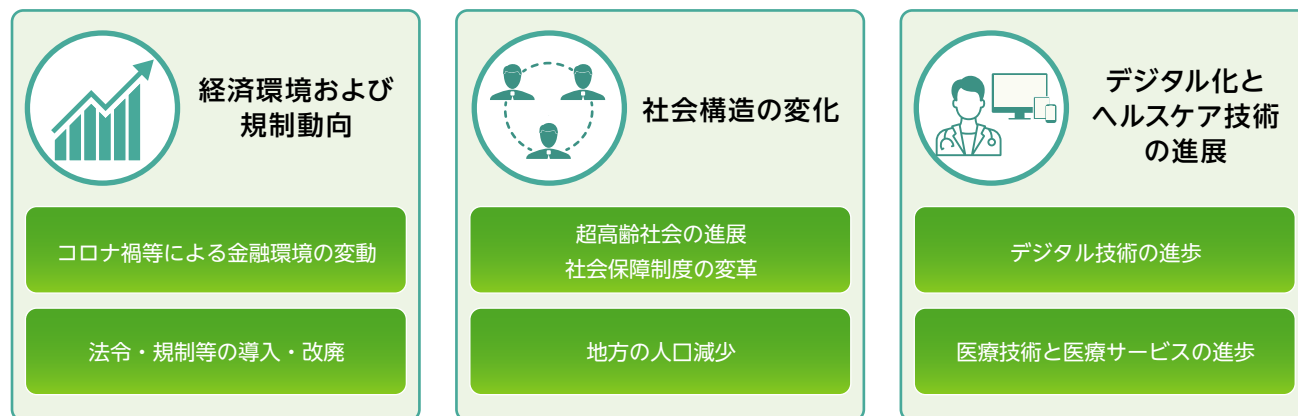 経済環境および
規制動向
コロナ禍等による金融環境の変動
法令・規制等の導入・改廃
社会構造の変化
超高齢社会の進展
社会保障制度の変革
地方の人口減少
デジタル化と
ヘルスケア技術
の進展
デジタル技術の進歩
医療技術と医療サービスの進歩